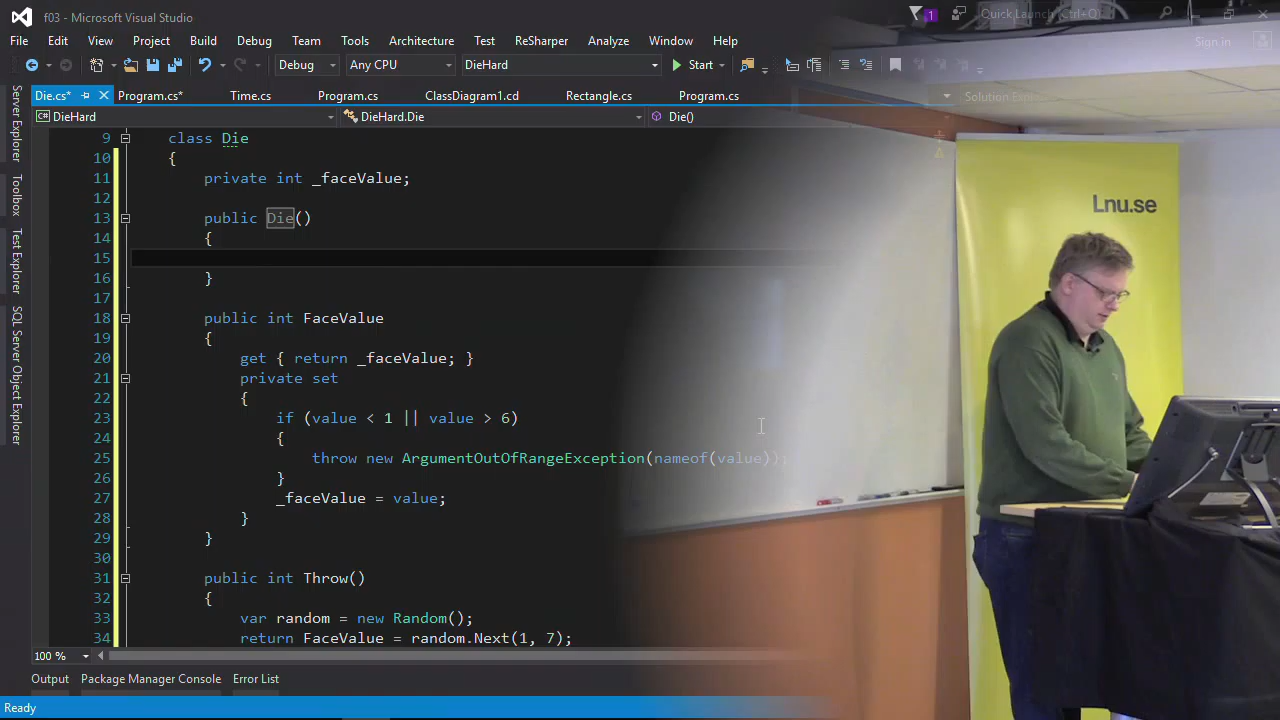 f03 - Microsoft Visual Studio
1
Quick Launch (Ctrl+Q)
File Edit View Project Build Debug Team Tools Architecture Test ReSharper Analyze Window Help
Sign in
Debug Any CPU DieHard Start
Die.cs* Program.cs* Time.cs Program.cs ClassDiagram1.cd Rectangle.cs Program.cs
DieHard DieHard.Die Die()
Server Explorer
Toolbox
Test Explorer
SQL Server Object Explorer
9 class Die
10 {
11 private int _faceValue;
12
13 public Die()
14 {
15
16 }
17
18 public int FaceValue
19 {
20 get { return _faceValue; }
21 private set
22 {
23 if (value < 1 || value > 6)
24 {
25 throw new ArgumentOutOfRangeException(nameof(value));
26 }
27 _faceValue = value;
28 }
29 }
30
31 public int Throw()
32 {
33 var random = new Random();
34 return FaceValue = random.Next(1, 7);
100 %
Output Package Manager Console Error List
Ready
Lnu.se